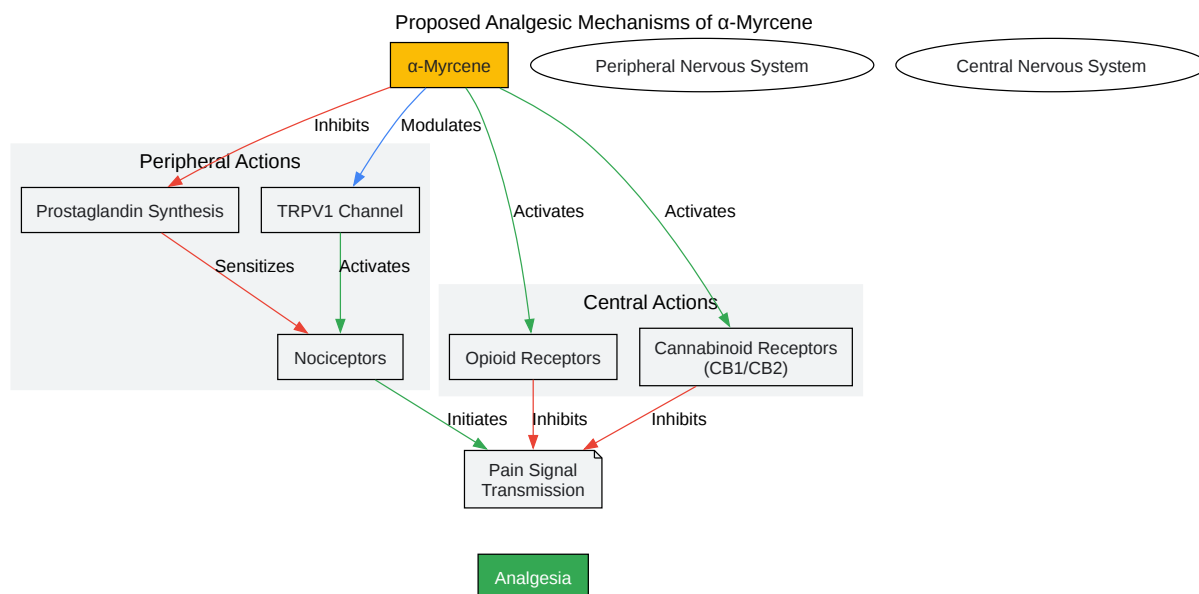 Proposed Analgesic Mechanisms of α-Myrcene
α-Myrcene
Peripheral Nervous System
Central Nervous System
Inhibits
Modulates
Peripheral Actions
Prostaglandin Synthesis
TRPV1 Channel
Activates
Activates
Sensitizes
Activates
Central Actions
Nociceptors
Opioid Receptors
Cannabinoid Receptors
(CB1/CB2)
Initiates
Inhibits
Inhibits
Pain Signal
Transmission
Analgesia